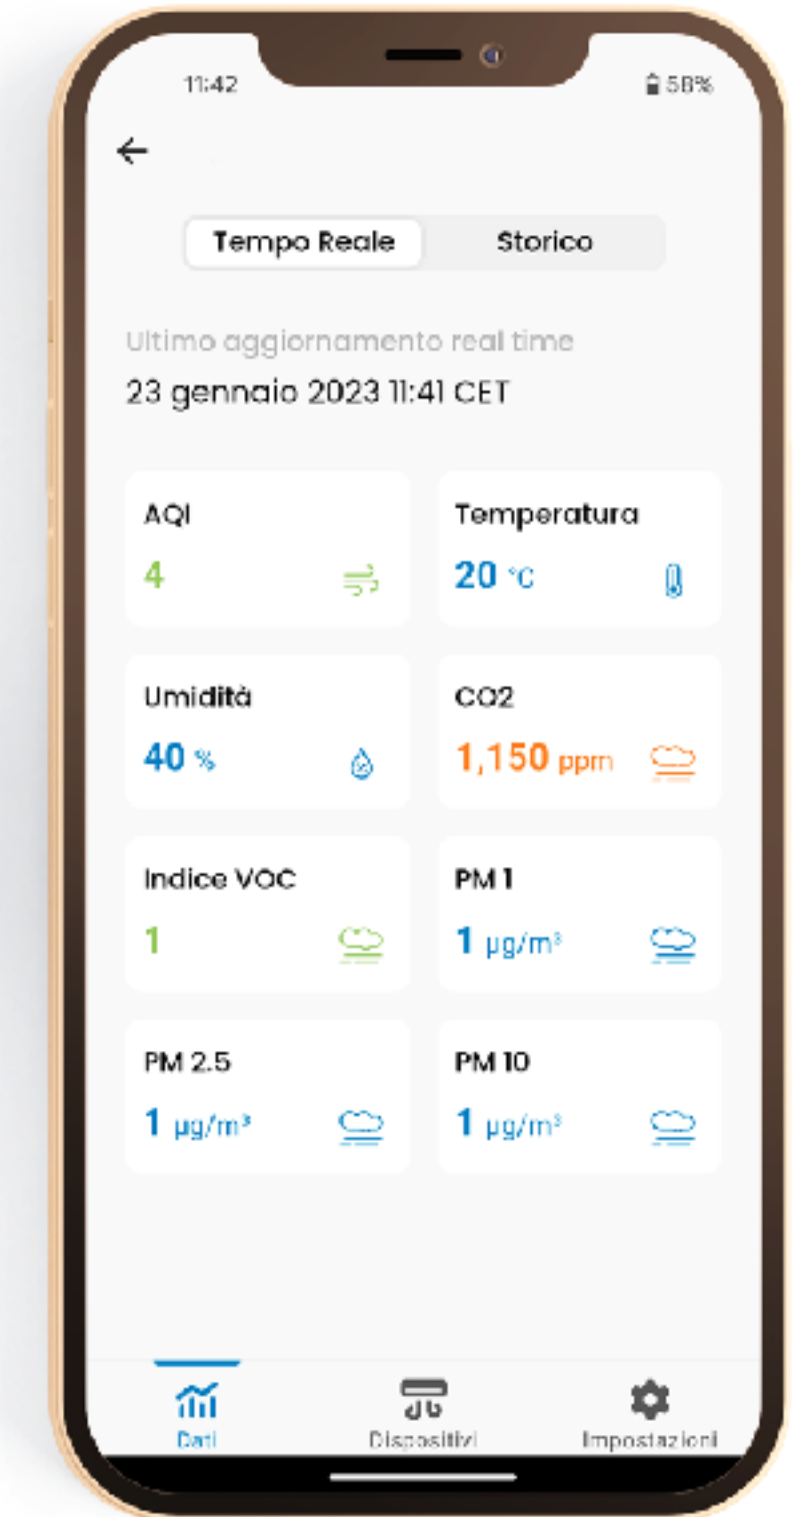 11:42 58%
Tempo Reale Storico
Ultimo aggiornamento real time
23 gennaio 2023 11:41 CET
AQI Temperatura
4 20 °C
Umidità CO2
40 % 1,150 ppm
Indice VOC PM 1
1 1 µg/m³
PM 2.5 PM 10
1 µg/m³ 1 µg/m³
Dati Dispositivi Impostazioni